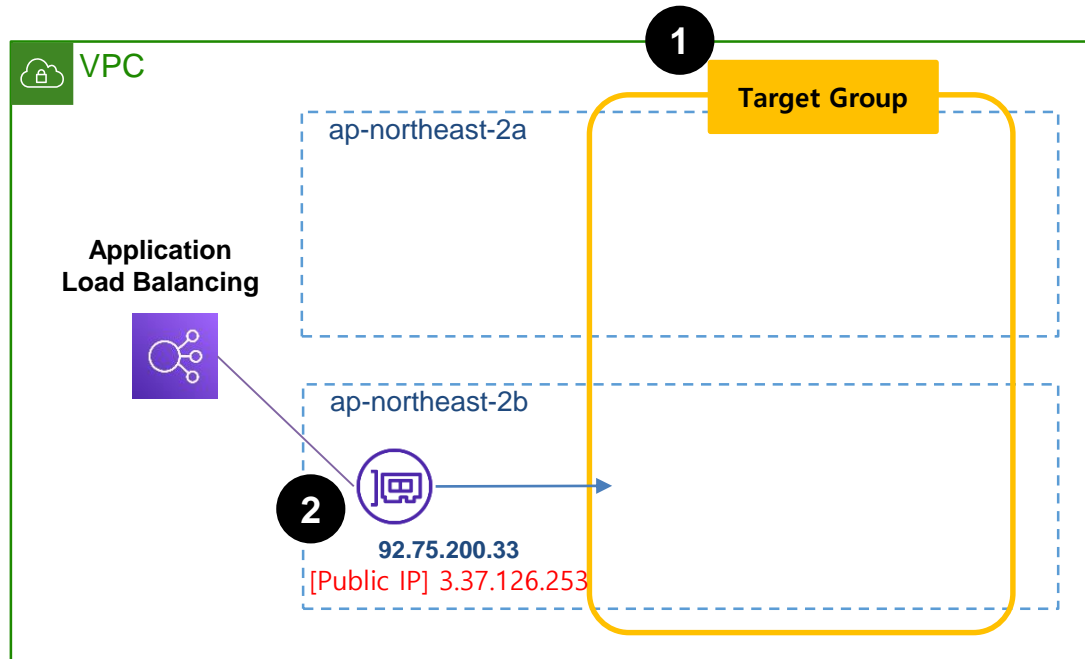 1
VPC
Target Group
ap-northeast-2a
Application
Load Balancing
ap-northeast-2b
2
92.75.200.33
[Public IP] 3.37.126.253